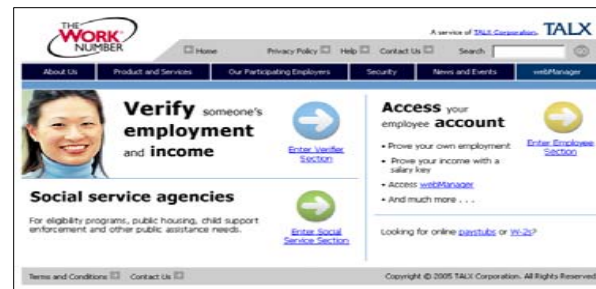 THE
WORK
NUMBER
A service of TALX Corporation.
TALX
Home
Privacy Policy
Help
Contact Us
Search
About Us
Product and Services
Our Participating Employers
Security
News and Events
webManager
Verify someone's
employment
and income
Enter Verifier
Section
Access your
employee account
• Prove your own employment
• Prove your income with a
salary key
• Access webManager
• And much more . . .
Enter Employee
Section
Social service agencies
For eligibility programs, public housing, child support
enforcement and other public assistance needs.
Enter Social
Service Section
Looking for online paystubs or W-2s?
Terms and Conditions
Contact Us
Copyright © 2005 TALX Corporation. All Rights Reserved